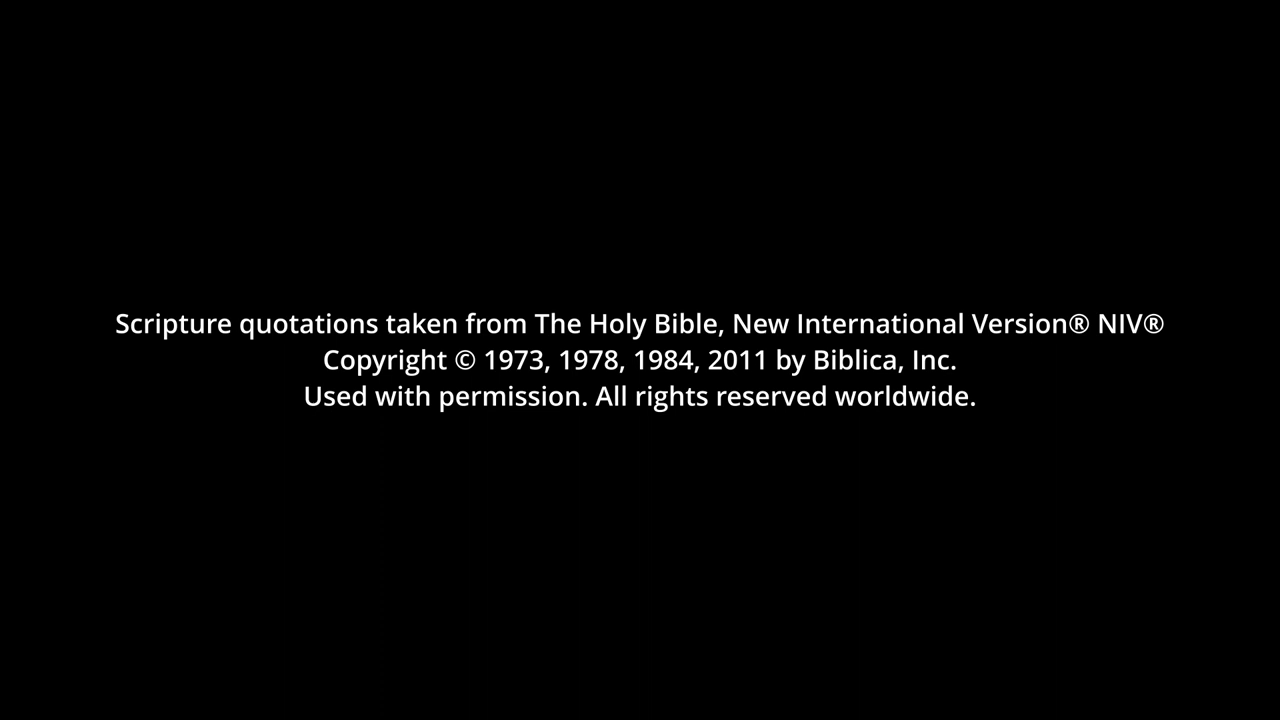 Scripture quotations taken from The Holy Bible, New International Version® NIV®
Copyright © 1973, 1978, 1984, 2011 by Biblica, Inc.
Used with permission. All rights reserved worldwide.